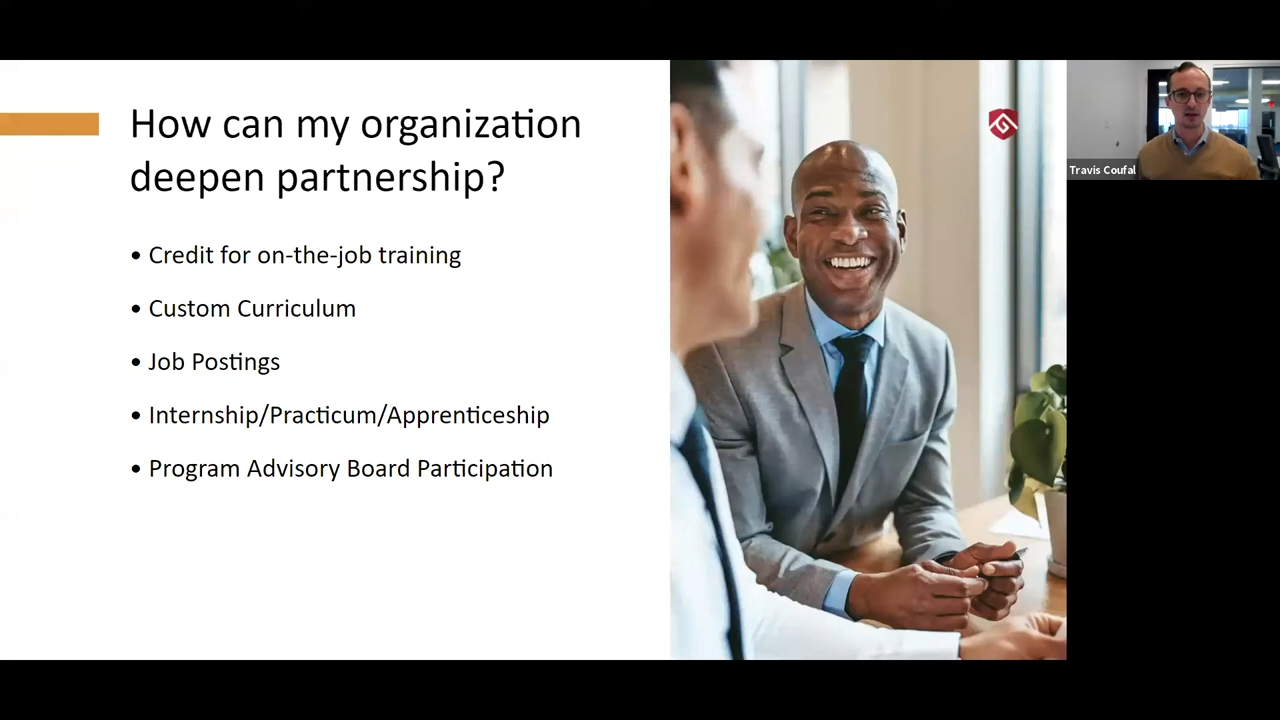 How can my organization
deepen partnership?
• Credit for on-the-job training
• Custom Curriculum
• Job Postings
• Internship/Practicum/Apprenticeship
• Program Advisory Board Participation
Travis Coufal